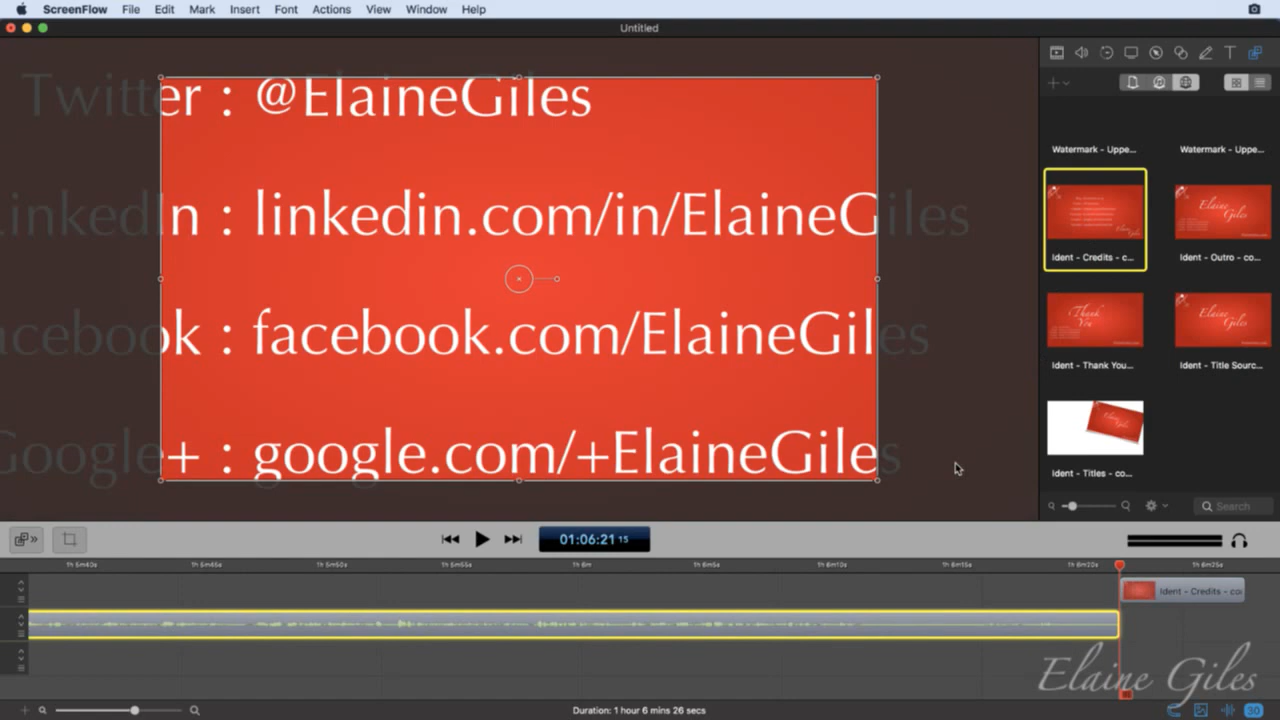 ScreenFlow File Edit Mark Insert Font Actions View Window Help
Untitled
Twitter : @ElaineGiles
LinkedIn : linkedin.com/in/ElaineGiles
facebook : facebook.com/ElaineGiles
Google+ : google.com/+ElaineGiles
Watermark - Uppe... Watermark - Uppe...
Elaine Giles
Ident - Credits - c... Ident - Outro - co...
Thank You
Elaine Giles
Ident - Thank You... Ident - Title Sourc...
Ident - Titles - co...
Search
01:06:21 15
1h 5m40s 1h 5m45s 1h 5m50s 1h 5m55s 1h 6m 1h 6m5s 1h 6m10s 1h 6m15s 1h 6m20s 1h 6m25s
Ident - Credits - co
Elaine Giles
Duration: 1 hour 6 mins 26 secs
30